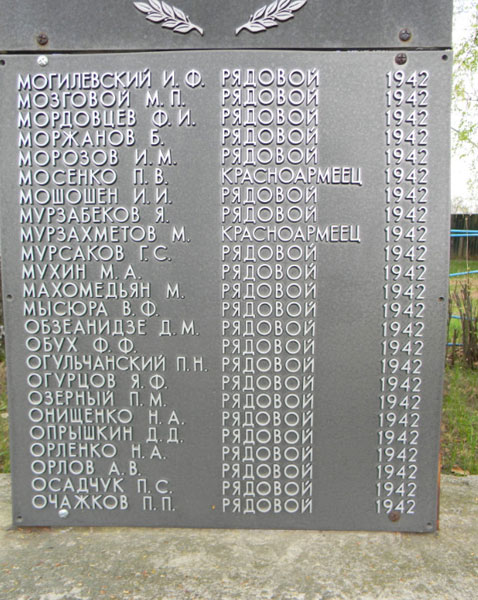 МОГИЛЕВСКИЙ И.Ф. РЯДОВОЙ 1942
МОЗГОВОЙ М.П. РЯДОВОЙ 1942
МОРДОВЦЕВ Ф.И. РЯДОВОЙ 1942
МОРЖАНОВ Б. РЯДОВОЙ 1942
МОРОЗОВ И.М. РЯДОВОЙ 1942
МОСЕНКО П.В. КРАСНОАРМЕЕЦ 1942
МОШОШЕН И.И. РЯДОВОЙ 1942
МУРЗАБЕКОВ Я. РЯДОВОЙ 1942
МУРЗАХМЕТОВ М. КРАСНОАРМЕЕЦ 1942
МУРСАКОВ Г.С. РЯДОВОЙ 1942
МУХИН М.А. РЯДОВОЙ 1942
МАХОМЕДЬЯН М. РЯДОВОЙ 1942
МЫСЮРА В.Ф. РЯДОВОЙ 1942
ОБЗЕАНИДЗЕ Д.М. РЯДОВОЙ 1942
ОБУХ Ф.Ф. РЯДОВОЙ 1942
ОГУЛЬЧАНСКИЙ П.Н. РЯДОВОЙ 1942
ОГУРЦОВ Я.Ф. РЯДОВОЙ 1942
ОЗЕРНЫЙ П.М. РЯДОВОЙ 1942
ОНИЩЕНКО Н.А. РЯДОВОЙ 1942
ОПРЫШКИН Д.Д. РЯДОВОЙ 1942
ОРЛЕНКО Н.А. РЯДОВОЙ 1942
ОРЛОВ А.В. РЯДОВОЙ 1942
ОСАДЧУК П.С. РЯДОВОЙ 1942
ОЧАЖКОВ П.П. РЯДОВОЙ 1942